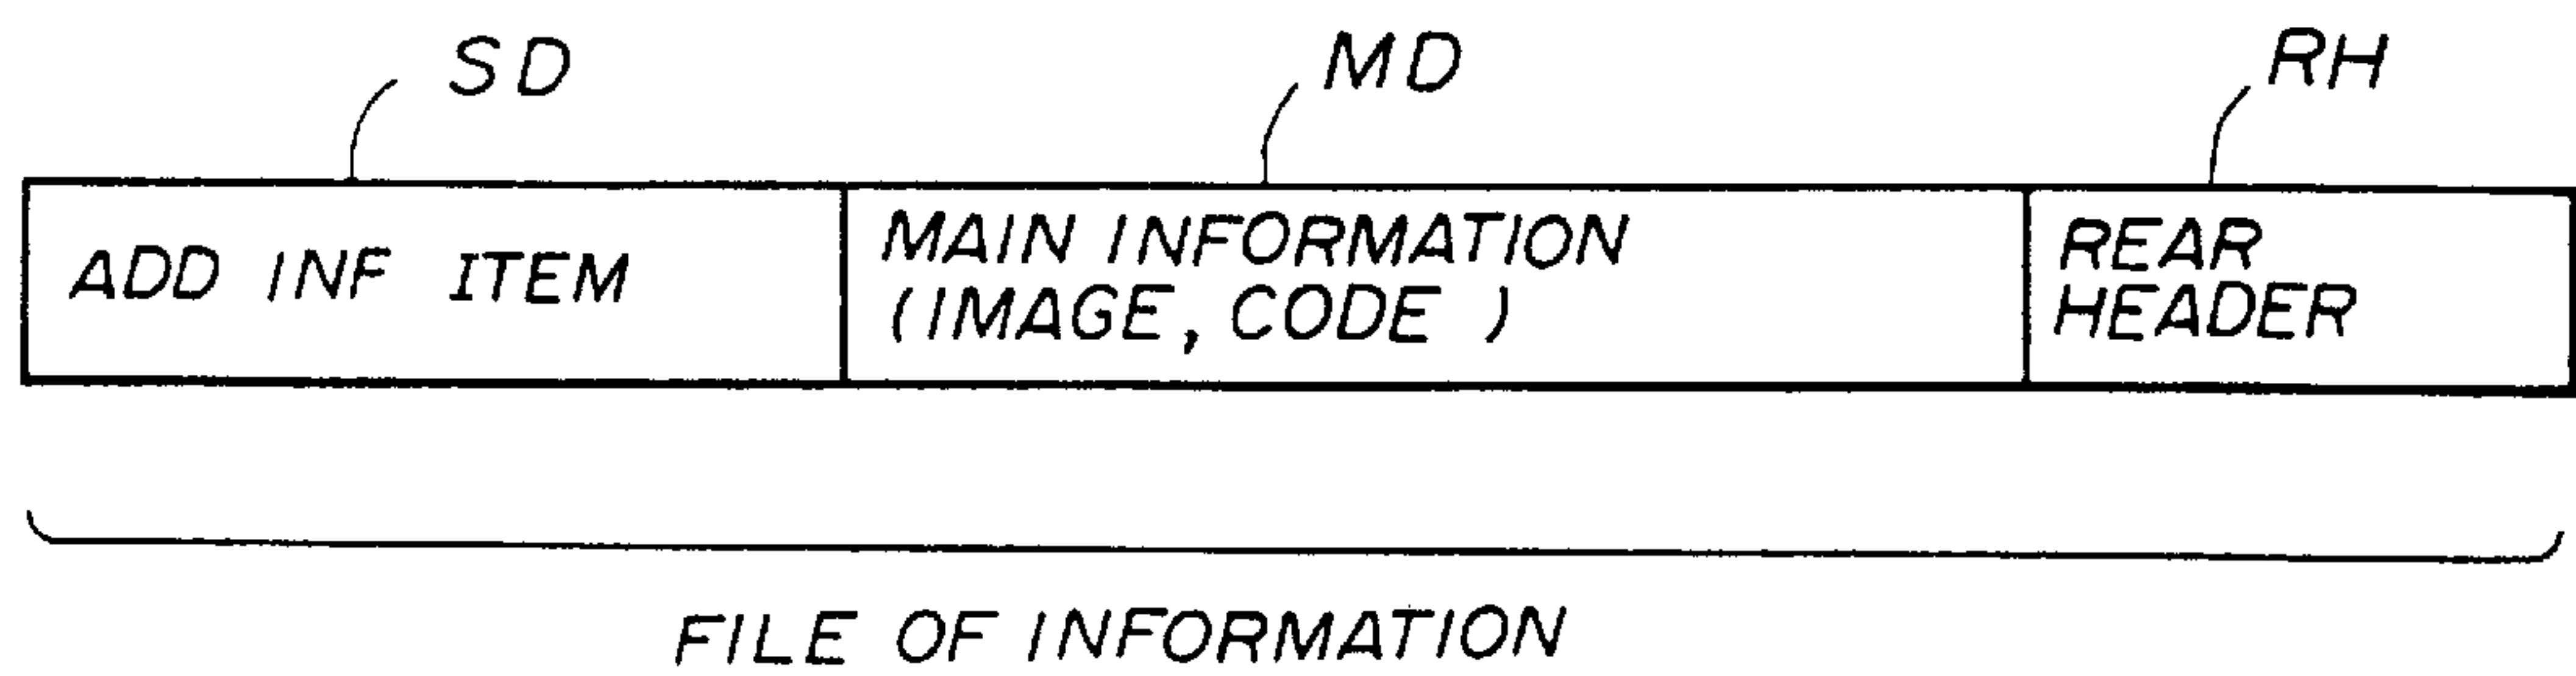 SD MD RH
ADD INF ITEM
MAIN INFORMATION
(IMAGE, CODE )
REAR
HEADER
FILE OF INFORMATION